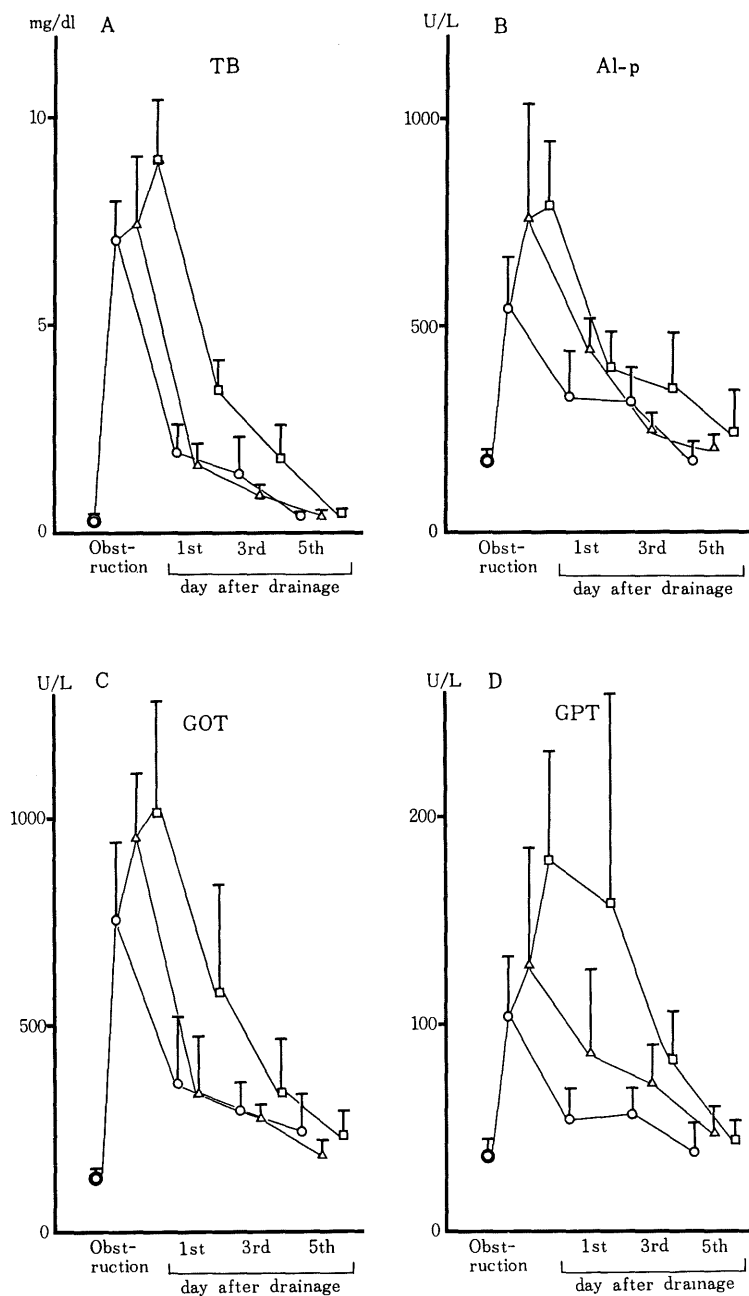 mg/dl A
TB
10
5
0
Obst-
ruction
1st 3rd 5th
day after drainage
U/L B
Al-p
1000
500
0
Obst-
ruction
1st 3rd 5th
day after drainage
U/L C
GOT
1000
500
0
Obst-
ruction
1st 3rd 5th
day after drainage
U/L D
GPT
200
100
0
Obst-
ruction
1st 3rd 5th
day after drainage